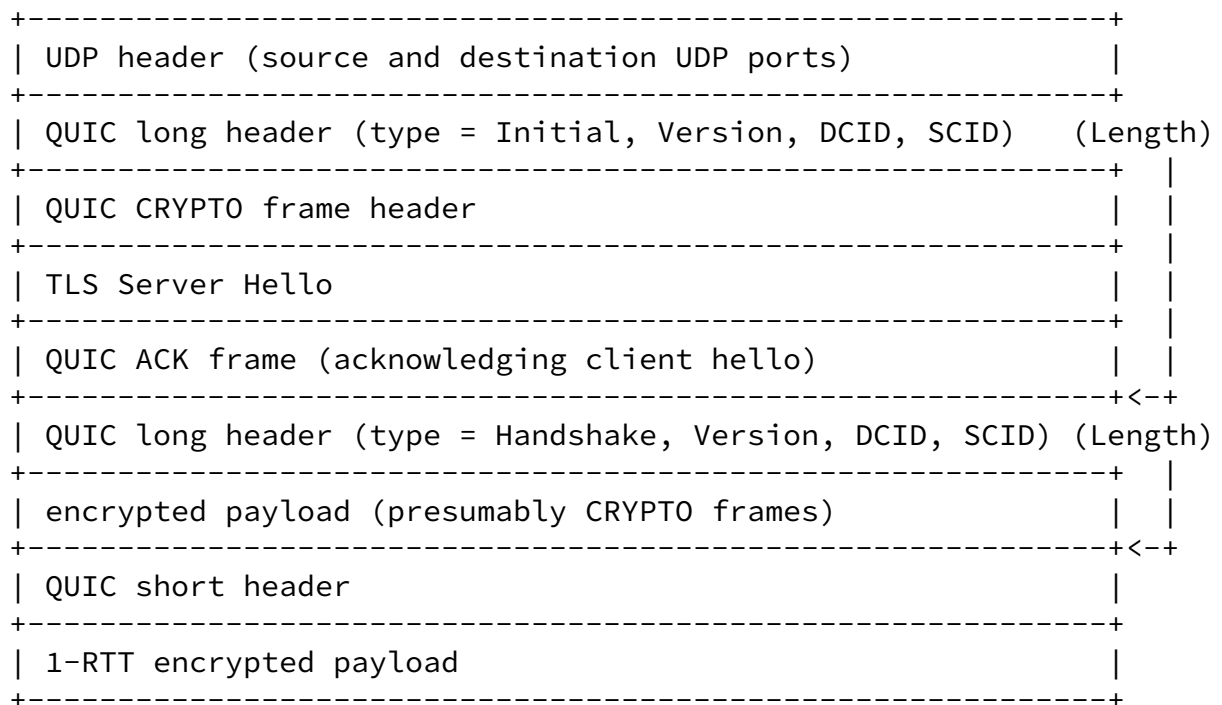 UDP header (source and destination UDP ports)
QUIC long header (type = Initial, Version, DCID, SCID) (Length)
QUIC CRYPTO frame header
TLS Server Hello
QUIC ACK frame (acknowledging client hello)
QUIC long header (type = Handshake, Version, DCID, SCID) (Length)
encrypted payload (presumably CRYPTO frames)
QUIC short header
1-RTT encrypted payload